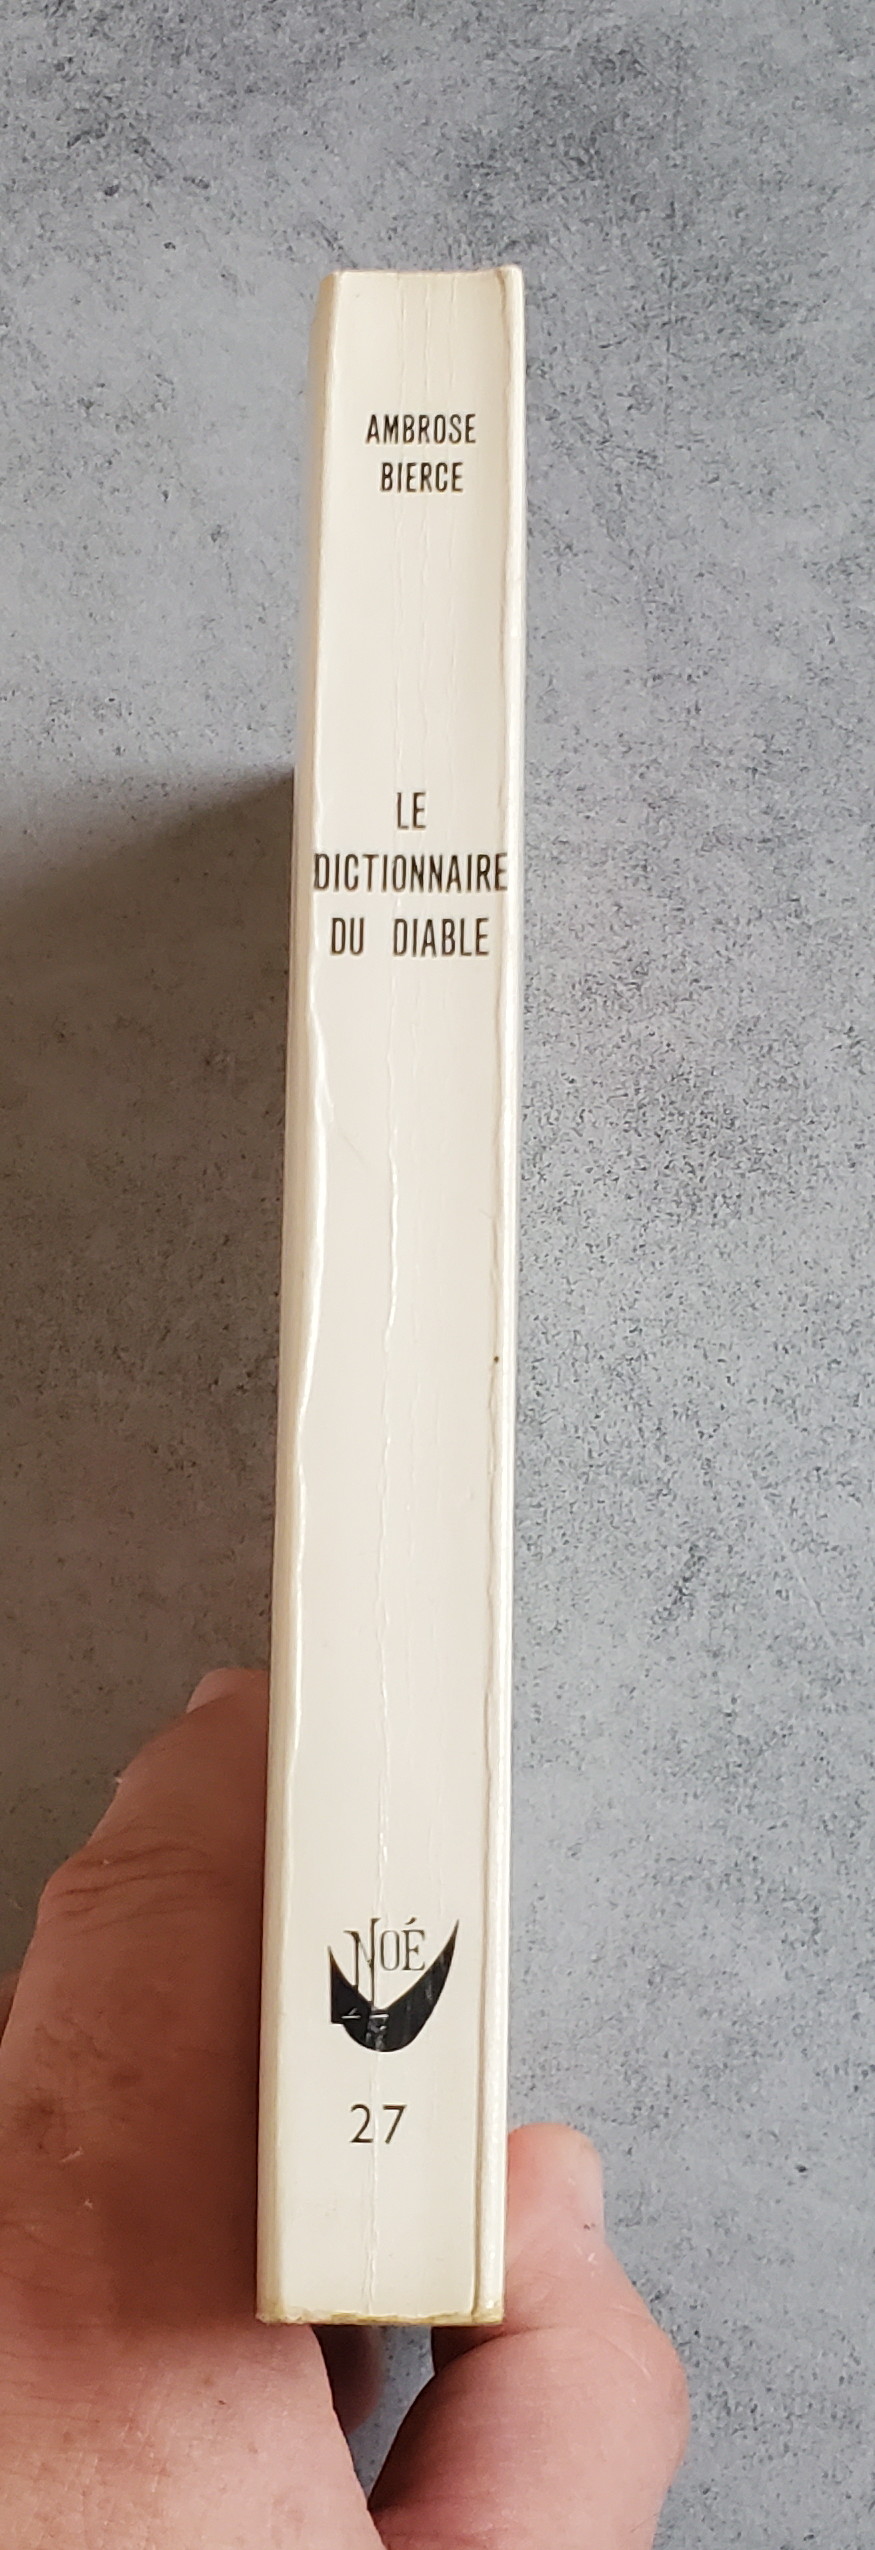 AMBROSE
BIERCE
LE
DICTIONNAIRE
DU DIABLE
NOÉ
27